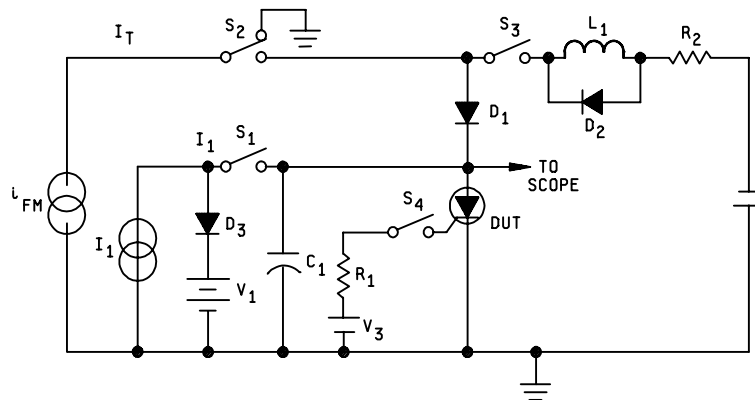 I_T
S_2
S_3
L_1
R_2
D_1
D_2
I_1
S_1
TO
SCOPE
i_FM
S_4
DUT
I_1
D_3
V_1
C_1
R_1
V_3